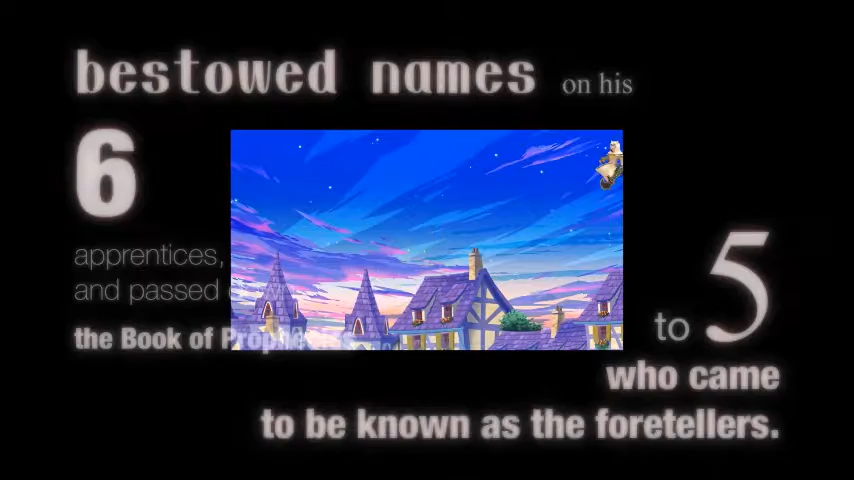 bestowed names on his
6
apprentices,
and passed
the Book of Prophecies
to 5
who came
to be known as the foretellers.